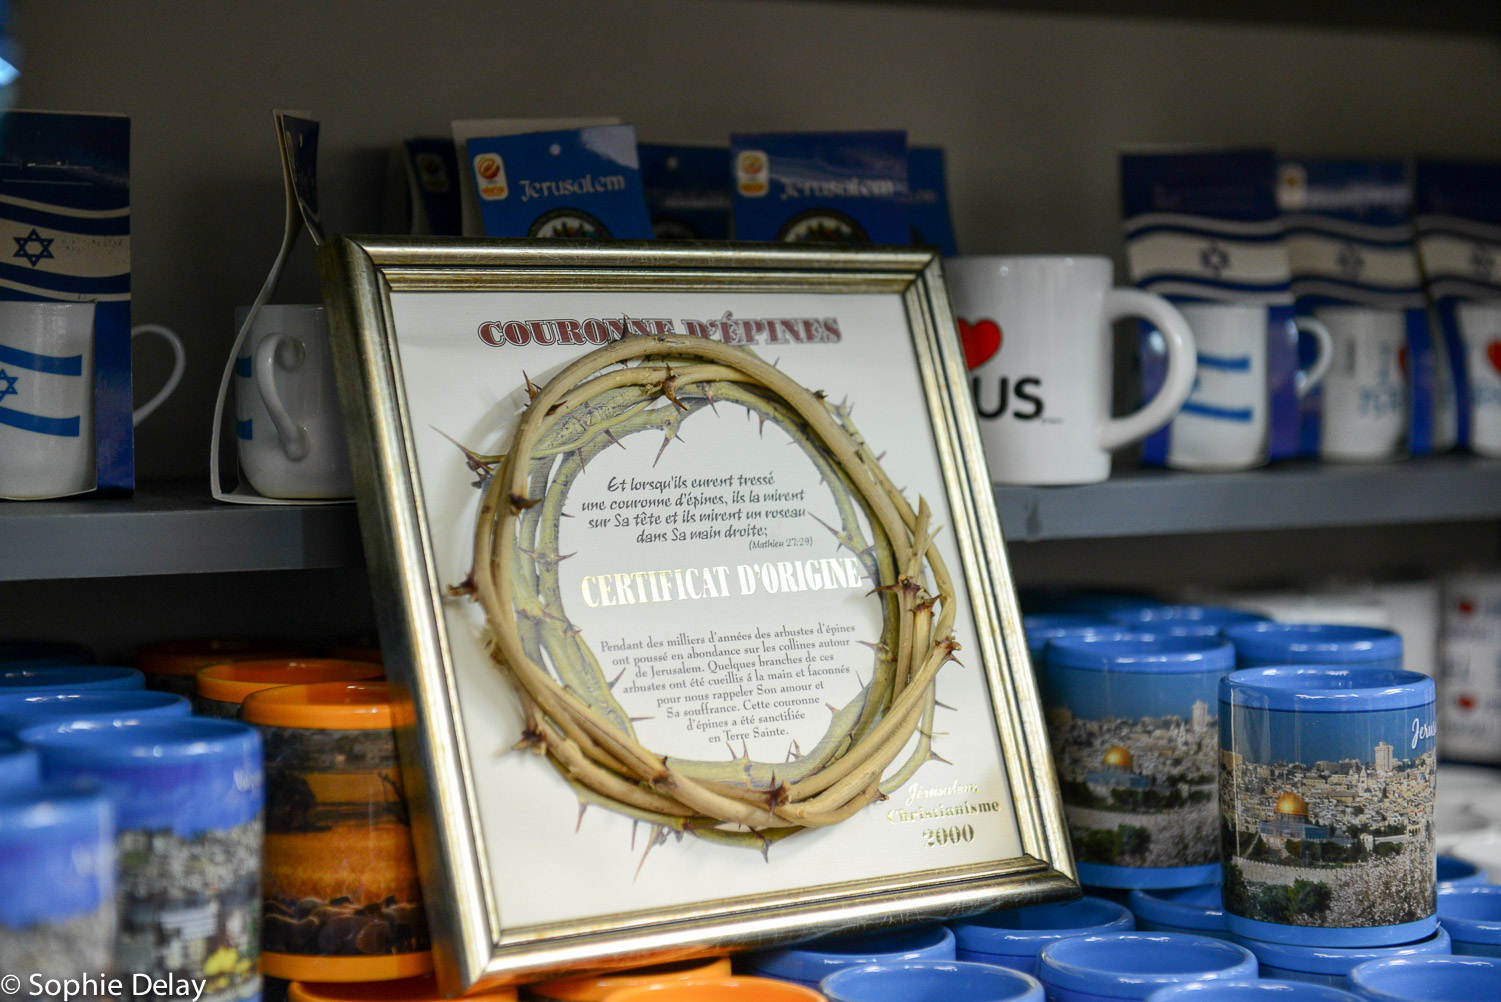 Jerusalem
Jerusalem
US
COURONNE D'ÉPINES
Et lorsqu'ils eurent tressé
une couronne d'épines, ils la mirent
sur Sa tête et ils mirent un roseau
dans Sa main droite;
(Mathieu 27:29)
CERTIFICAT D'ORIGINE
Pendant des milliers d'années des arbustes d'épines
ont poussé en abondance sur les collines autour
de Jerusalem. Quelques branches de ces
arbustes ont été cueillis á la main et faconnés
pour nous rappeler Son amour et
Sa souffrance. Cette couronne
d'épines a été sanctifiée
en Terre Sainte.
Jérusalem
Christianisme
2000
Jerus
© Sophie Delay